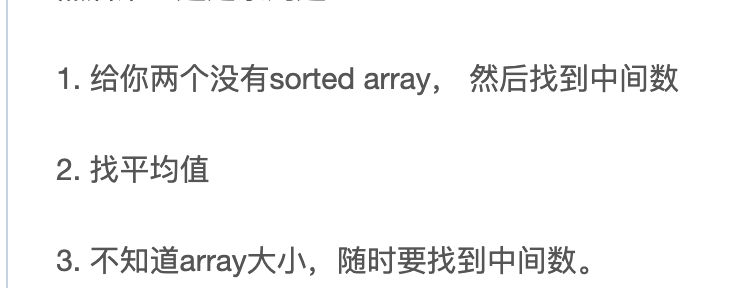 1. 给你两个没有sorted array， 然后找到中间数
2. 找平均值
3. 不知道array大小，随时要找到中间数。